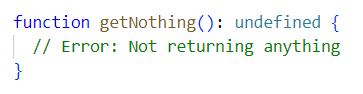 function getNothing(): undefined {
  // Error: Not returning anything
}